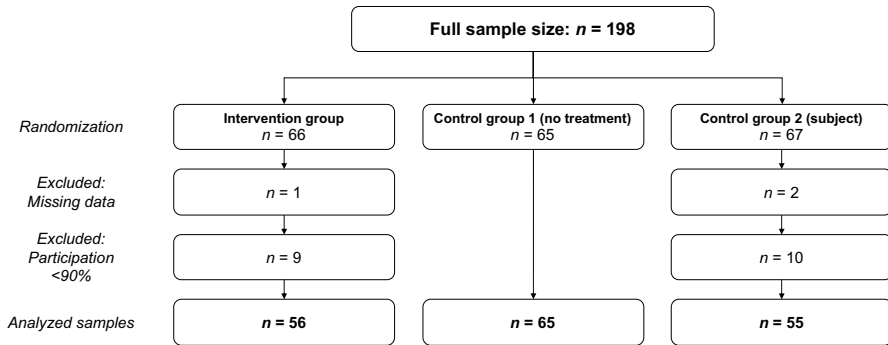 Full sample size: n = 198
Randomization
Intervention group
n = 66
Control group 1 (no treatment)
n = 65
Control group 2 (subject)
n = 67
Excluded:
Missing data
n = 1
n = 2
Excluded:
Participation
<90%
n = 9
n = 10
Analyzed samples
n = 56
n = 65
n = 55